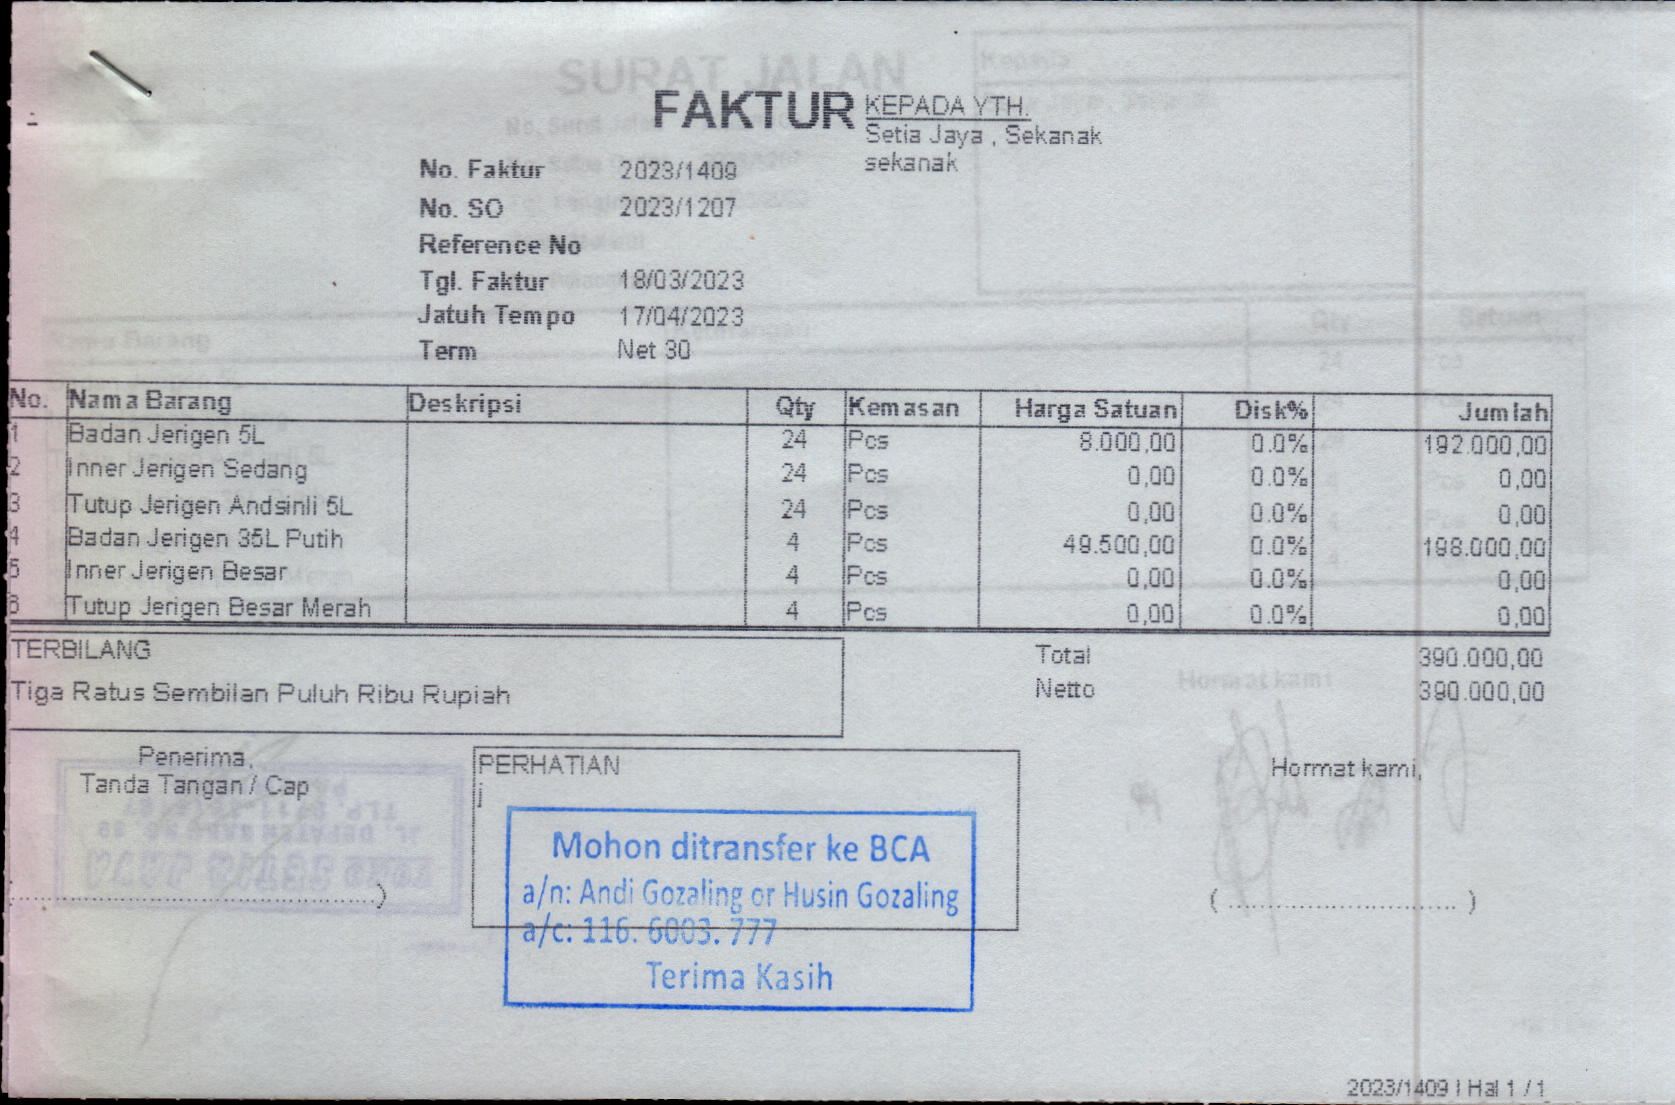 FAKTUR
KEPADA YTH.
Setia Jaya , Sekanak
sekanak
No. Faktur 2023/1409
No. SO 2023/1207
Reference No
Tgl. Faktur 18/03/2023
Jatuh Tempo 17/04/2023
Term Net 30
No. Nama Barang Deskripsi Qty Kemasan Harga Satuan Disk% Jumlah
1 Badan Jerigen 5L 24 Pcs 8.000,00 0.0% 192.000,00
2 Inner Jerigen Sedang 24 Pcs 0,00 0.0% 0,00
3 Tutup Jerigen Andsinli 5L 24 Pcs 0,00 0.0% 0,00
4 Badan Jerigen 35L Putih 4 Pcs 49.500,00 0.0% 198.000,00
5 Inner Jerigen Besar 4 Pcs 0,00 0.0% 0,00
6 Tutup Jerigen Besar Merah 4 Pcs 0,00 0.0% 0,00
TERBILANG
Tiga Ratus Sembilan Puluh Ribu Rupiah
Total 390.000,00
Netto 390.000,00
Penerima,
Tanda Tangan / Cap
PERHATIAN
j
Hormat kami,
Mohon ditransfer ke BCA
a/n: Andi Gozaling or Husin Gozaling
a/c: 116. 6003. 777
Terima Kasih
2023/1409 | Hal 1 / 1
SURAT JALAN
Kepada
Hormat kami
Qty Satuan